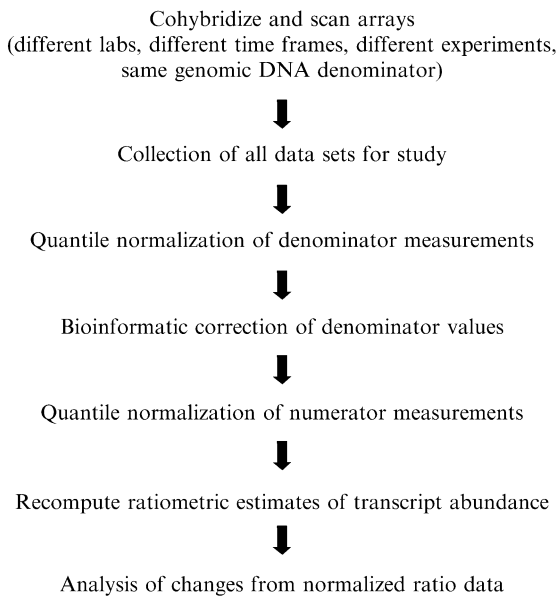 Cohybridize and scan arrays
(different labs, different time frames, different experiments,
same genomic DNA denominator)
Collection of all data sets for study
Quantile normalization of denominator measurements
Bioinformatic correction of denominator values
Quantile normalization of numerator measurements
Recompute ratiometric estimates of transcript abundance
Analysis of changes from normalized ratio data